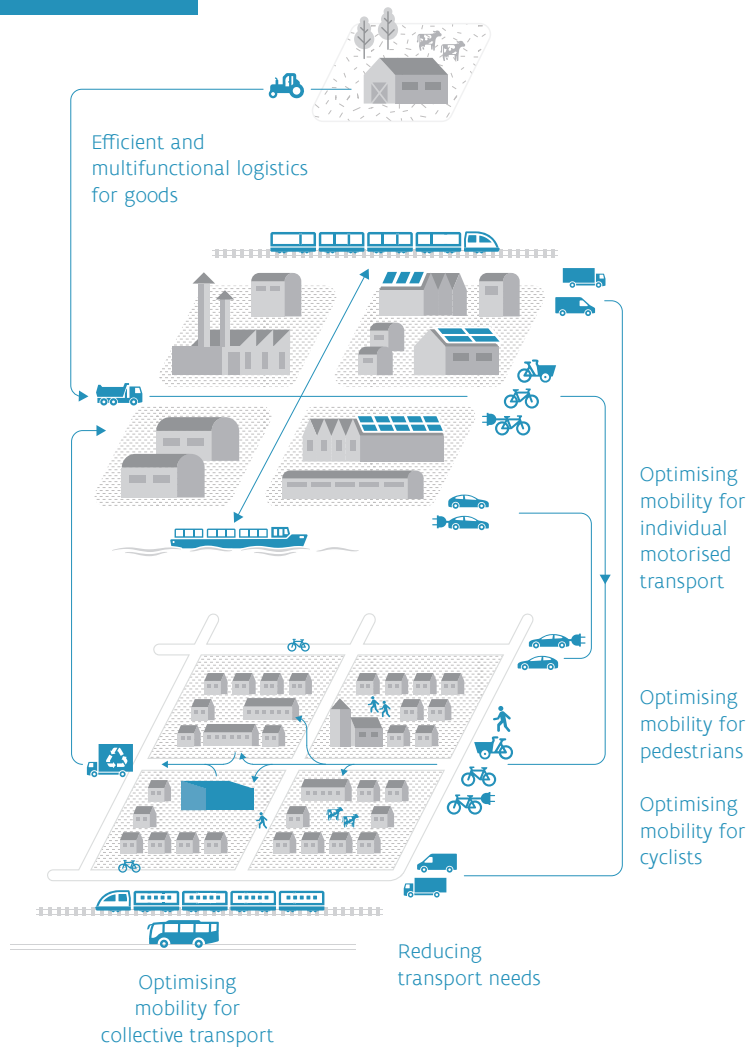 Efficient and
multifunctional logistics
for goods
Optimising
mobility for
individual
motorised
transport
Optimising
mobility for
pedestrians
Optimising
mobility for
cyclists
Reducing
transport needs
Optimising
mobility for
collective transport